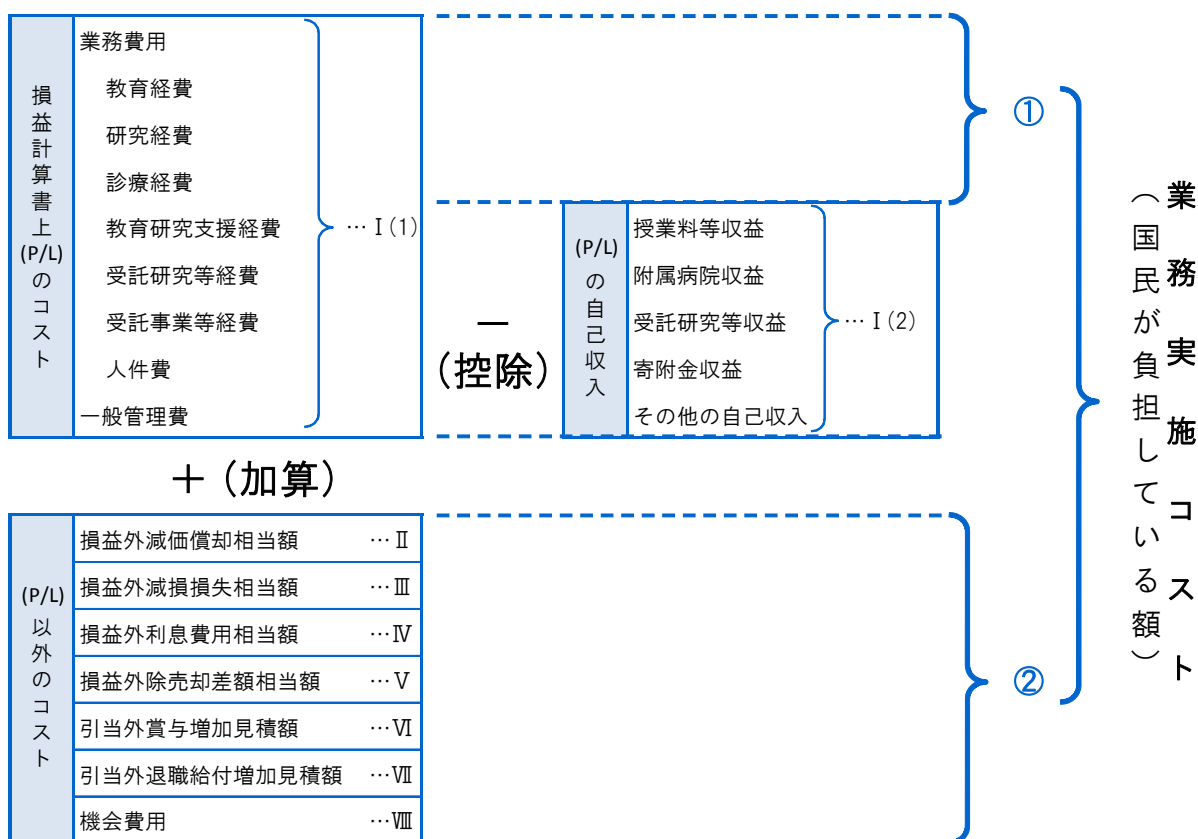 損益計算書上(P/L)のコスト
業務費用
教育経費
研究経費
診療経費
教育研究支援経費
受託研究等経費
受託事業等経費
人件費
一般管理費
… Ⅰ(1)
－
(控除)
(P/L)の自己収入
授業料等収益
附属病院収益
受託研究等収益
寄附金収益
その他の自己収入
… Ⅰ(2)
①
＋(加算)
(P/L)以外のコスト
損益外減価償却相当額 …Ⅱ
損益外減損損失相当額 …Ⅲ
損益外利息費用相当額 …Ⅳ
損益外除売却差額相当額 …Ⅴ
引当外賞与増加見積額 …Ⅵ
引当外退職給付増加見積額 …Ⅶ
機会費用 …Ⅷ
②
業務実施コスト
（国民が負担している額）